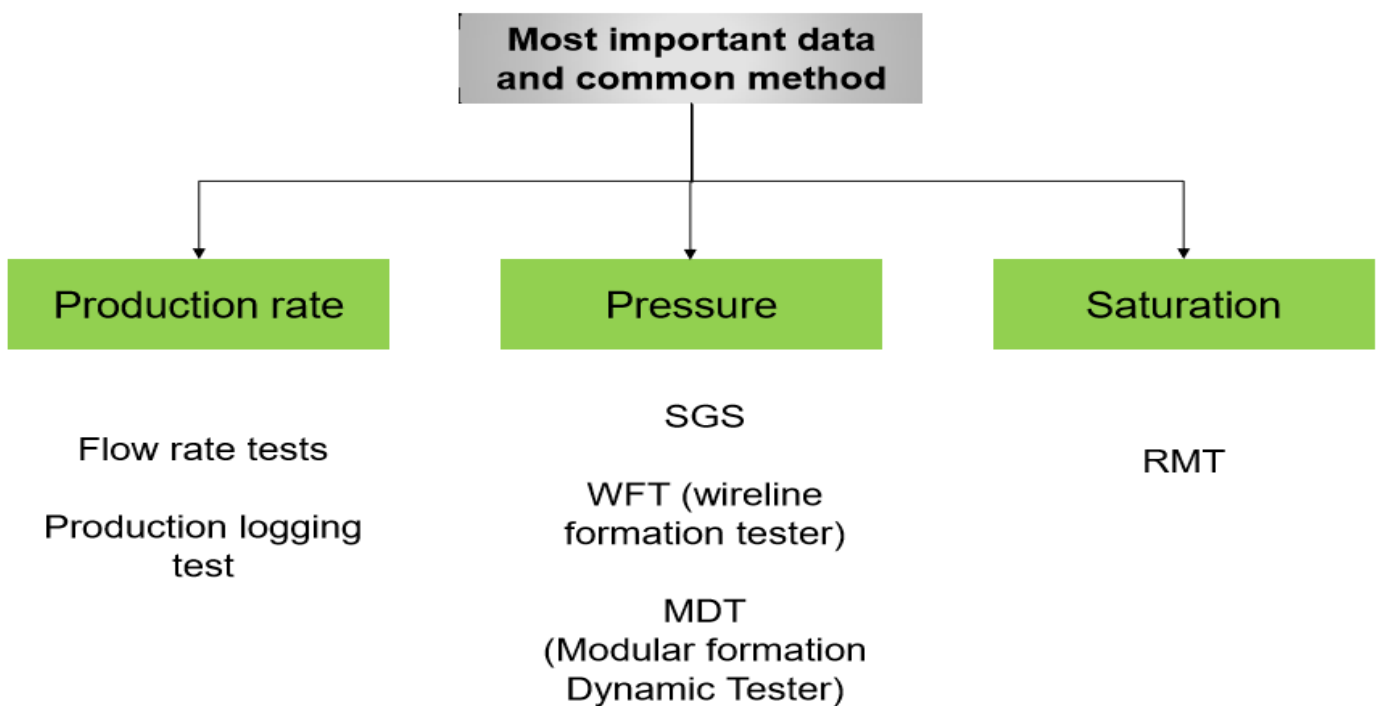 Most important data
and common method
Production rate
Pressure
Saturation
Flow rate tests
Production logging
test
SGS
WFT (wireline
formation tester)
MDT
(Modular formation
Dynamic Tester)
RMT